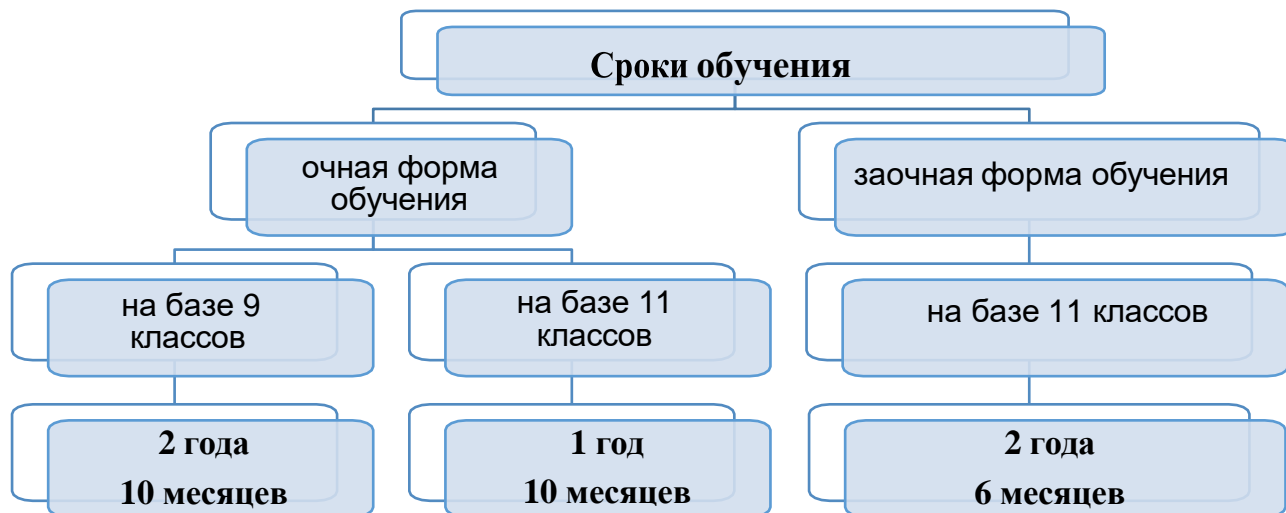 Сроки обучения
очная форма
обучения
заочная форма обучения
на базе 9
классов
на базе 11
классов
на базе 11 классов
2 года
10 месяцев
1 год
10 месяцев
2 года
6 месяцев